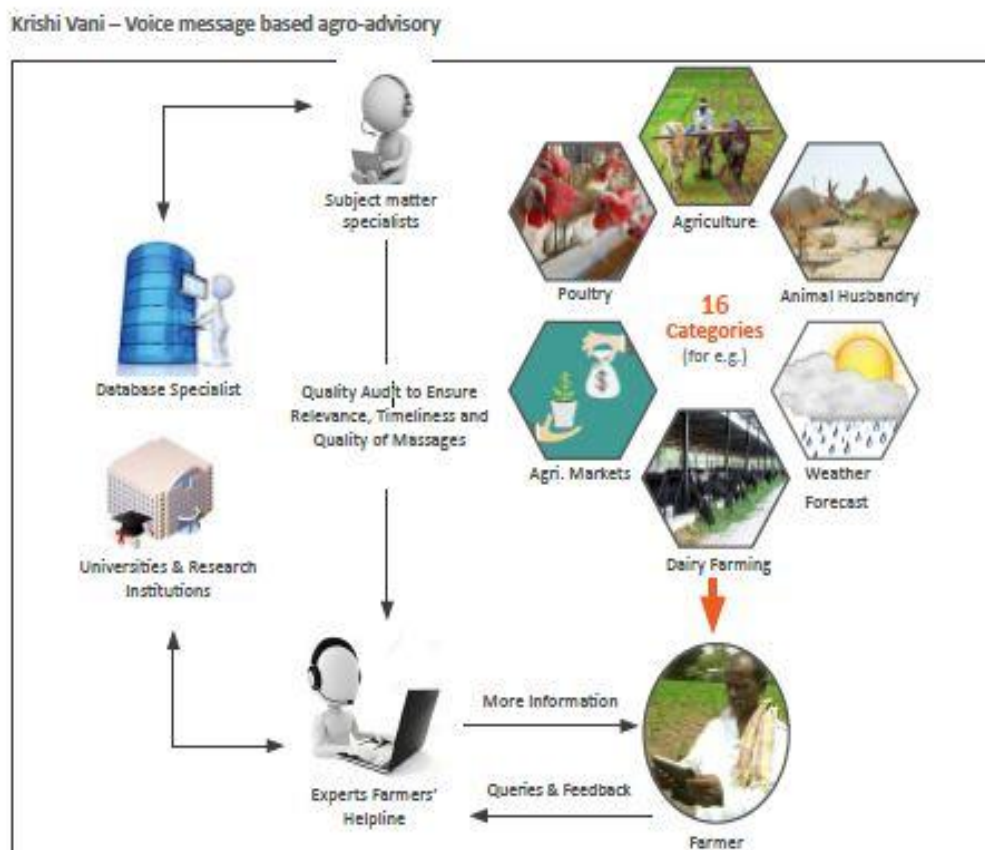 Krishi Vani – Voice message based agro-advisory
Subject matter
specialists
Agriculture
Poultry
Animal Husbandry
16
Categories
(for e.g.)
Database Specialist
Quality Audit to Ensure
Relevance, Timeliness and
Quality of Massages
Agri. Markets
Weather
Forecast
Dairy Farming
Universities & Research
Institutions
More Information
Queries & Feedback
Experts Farmers'
Helpline
Farmer